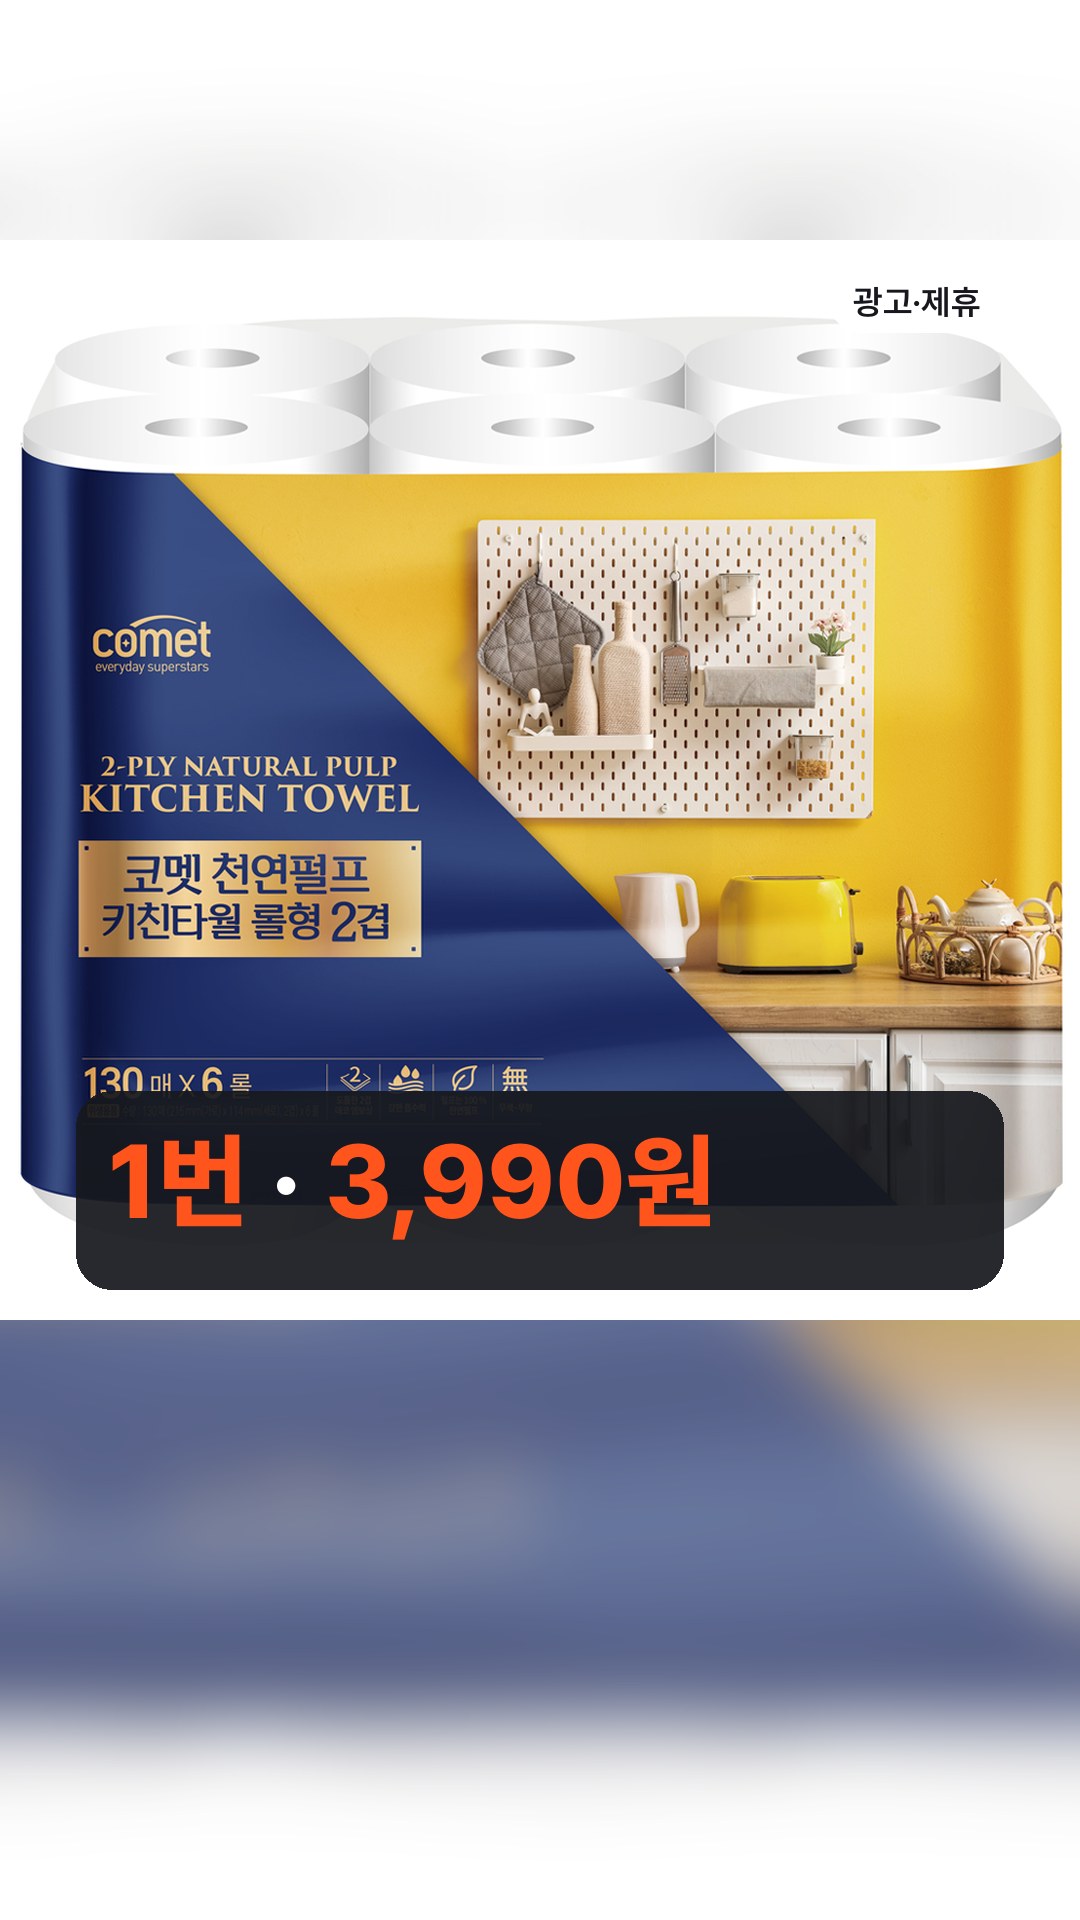 광고·제휴
comet
everyday superstars
2-PLY NATURAL PULP
KITCHEN TOWEL
코멧 천연펄프
키친타월 롤형 2겹
130 매 X 6 롤
2
無
1번 • 3,990원